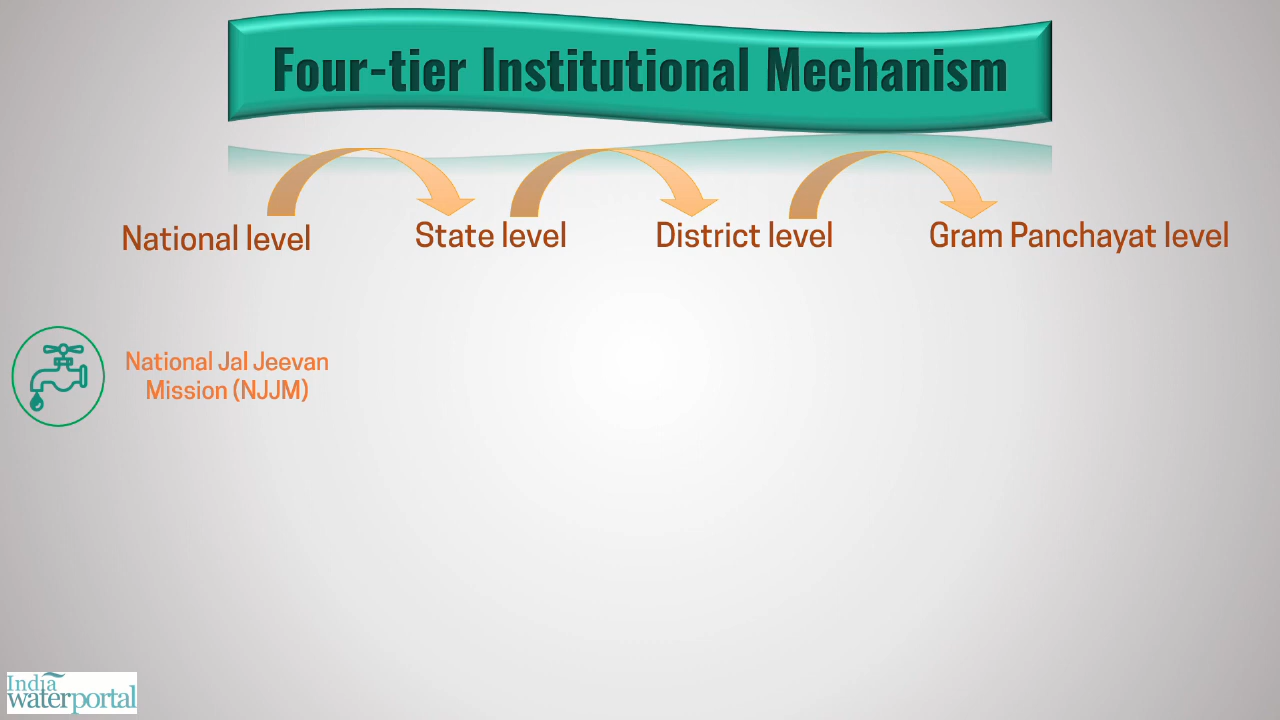 Four-tier Institutional Mechanism
National level
State level
District level
Gram Panchayat level
National Jal Jeevan
Mission (NJJM)
India
waterportal